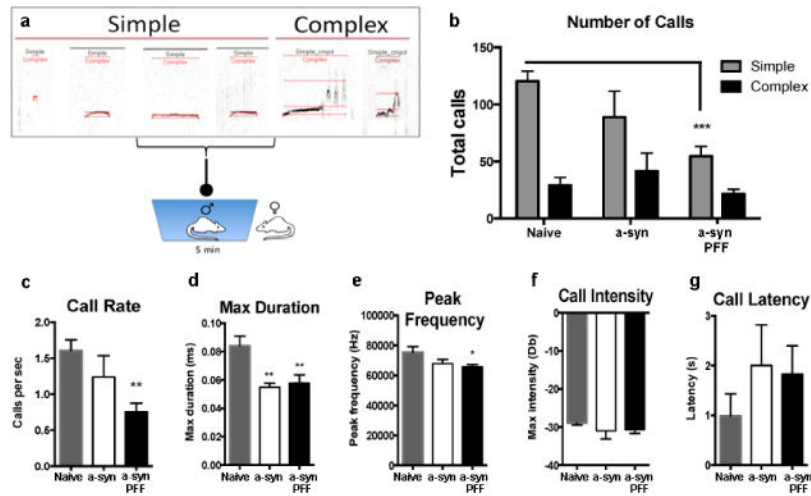 a
Simple Complex
Simple Simple Simple Simple Simple_cmpd Simple_cmpd
Complex Complex Complex Complex Complex Complex
♂ ♀
5 min
b
Number of Calls
Total calls
150
100
50
0
Simple
Complex
***
Naive a-syn a-syn
PFF
c
Call Rate
Calls per sec
2.0
1.5
1.0
0.5
0.0
**
Naive a-syn a-syn
PFF
d
Max Duration
Max duration (ms)
0.10
0.08
0.06
0.04
0.02
0.00
** **
Naive a-syn a-syn
PFF
e
Peak
Frequency
Peak frequency (Hz)
100000
80000
60000
40000
20000
0
*
Naive a-syn a-syn
PFF
f
Call Intensity
Max intensity (Db)
0
-10
-20
-30
-40
Naive a-syn a-syn
PFF
g
Call Latency
Latency (s)
3
2
1
0
Naive a-syn a-syn
PFF